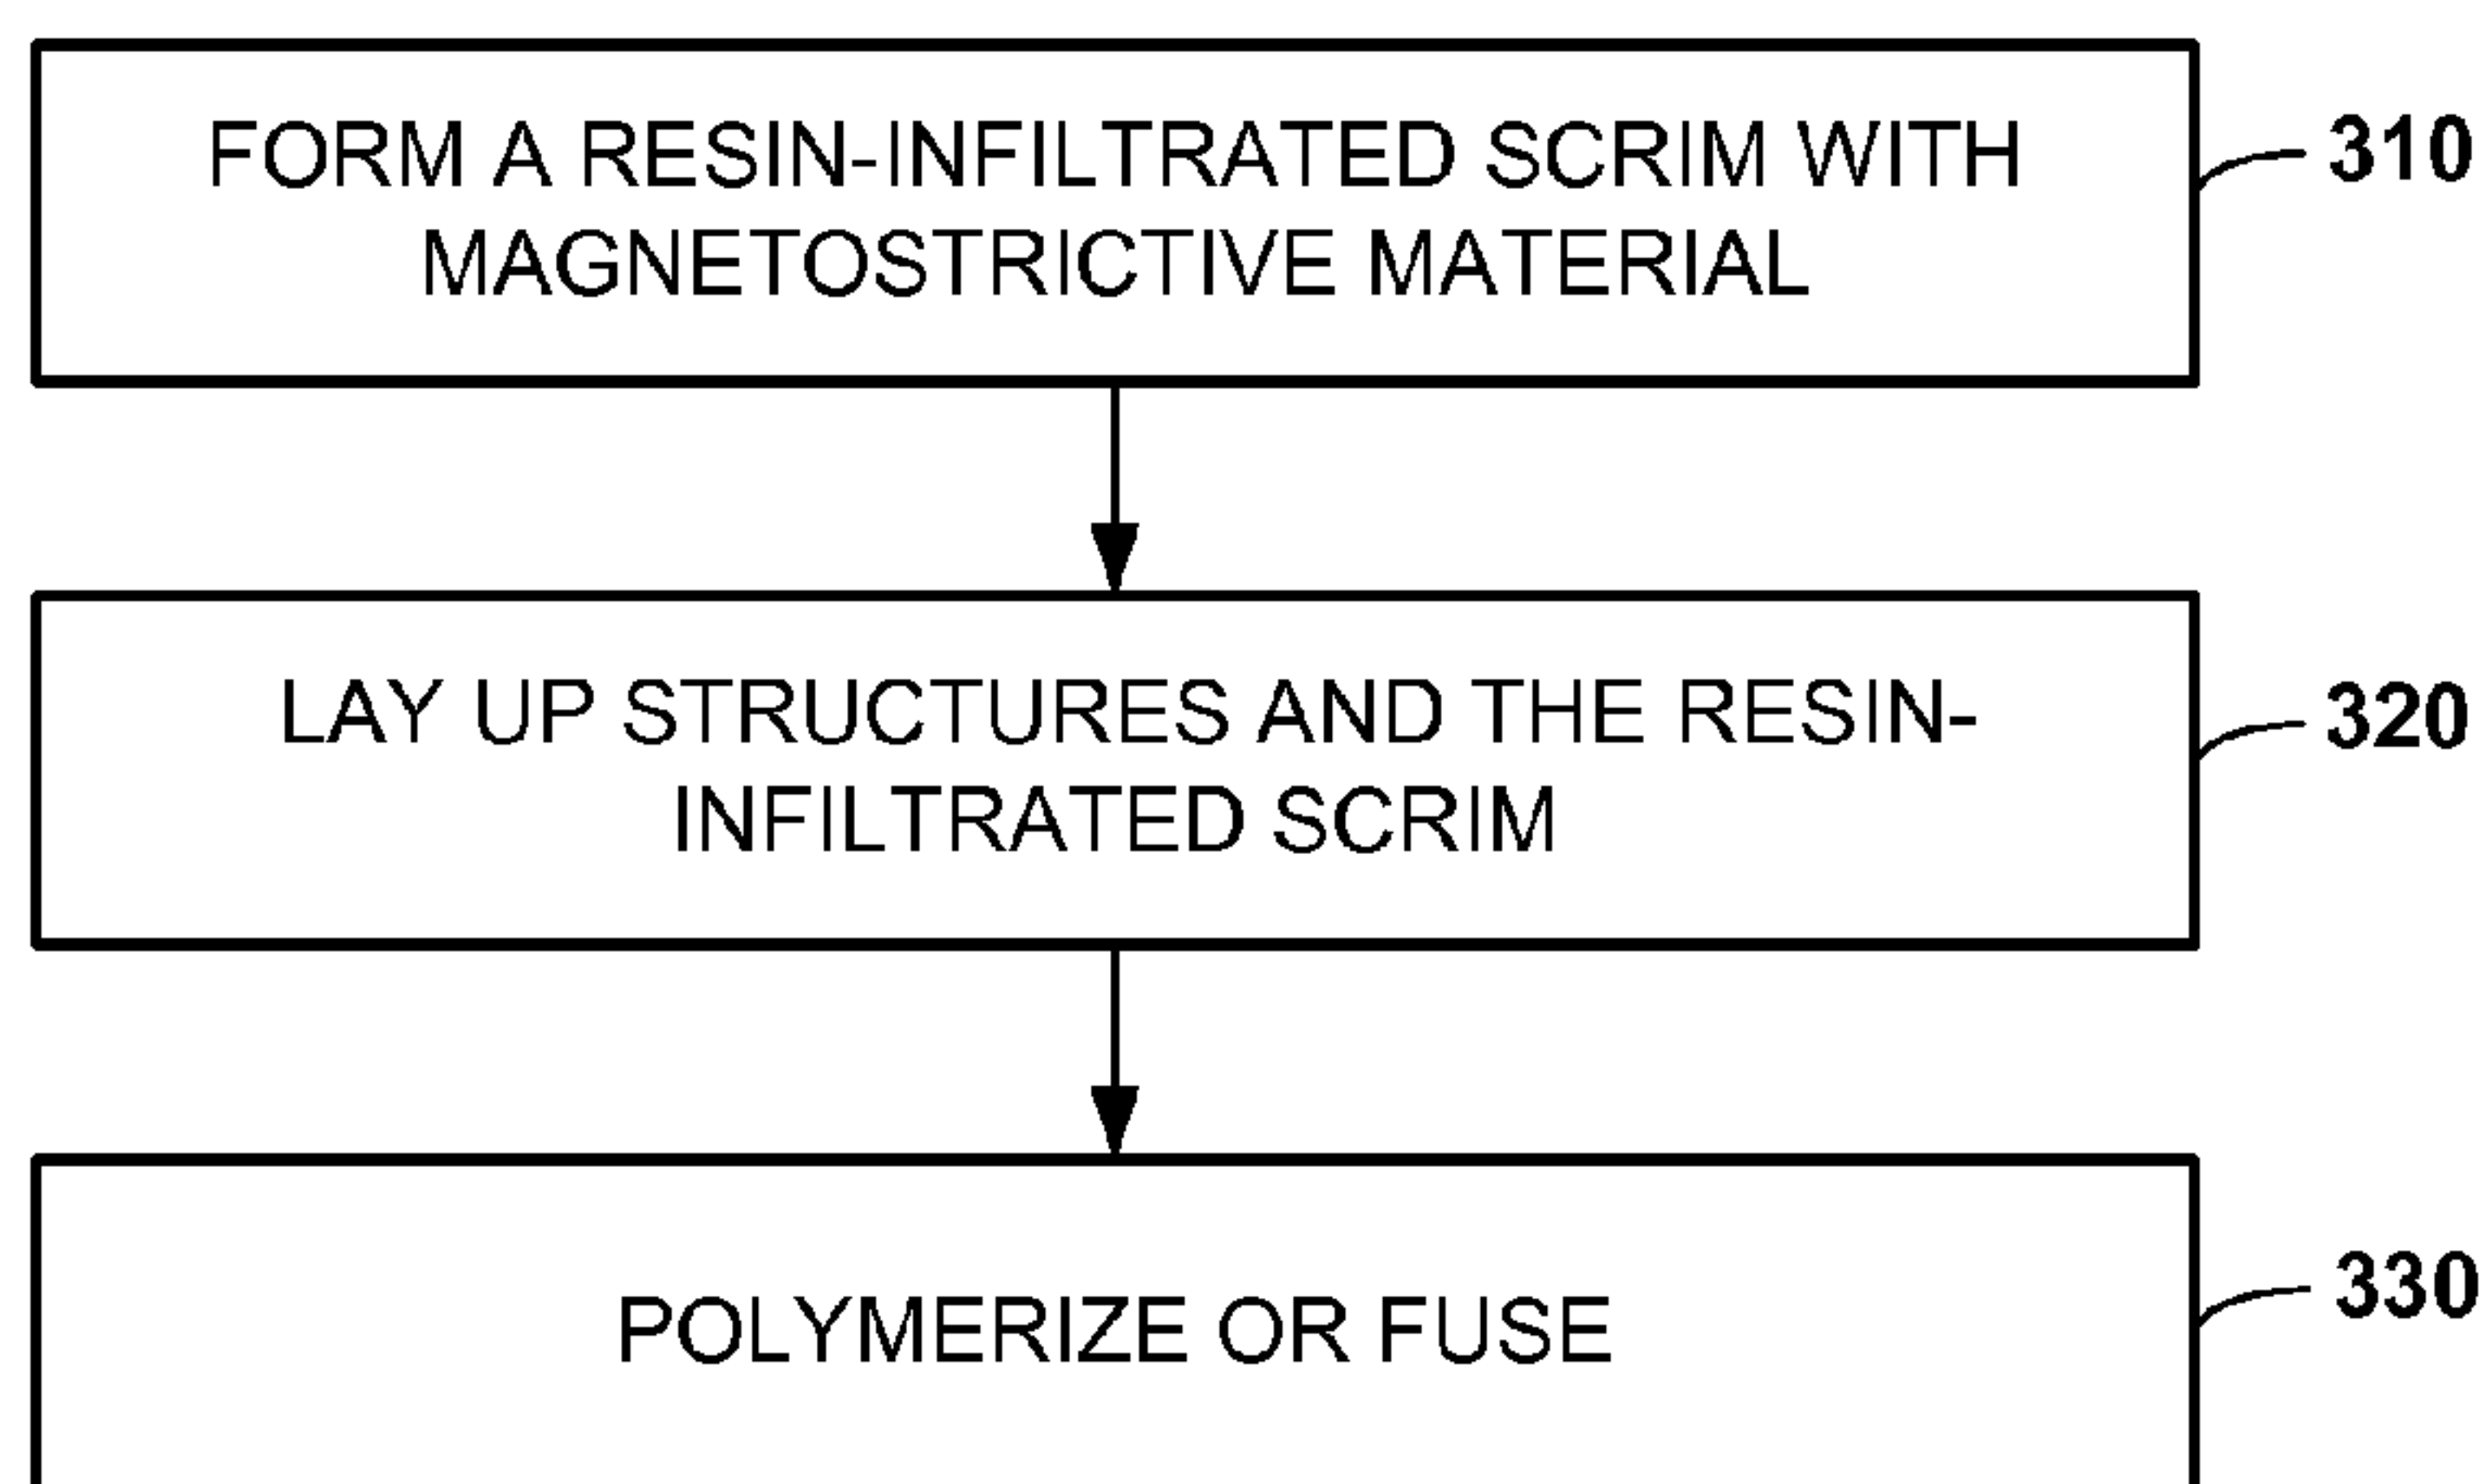 FORM A RESIN-INFILTRATED SCRIM WITH
MAGNETOSTRICTIVE MATERIAL
310
LAY UP STRUCTURES AND THE RESIN-
INFILTRATED SCRIM
320
POLYMERIZE OR FUSE
330